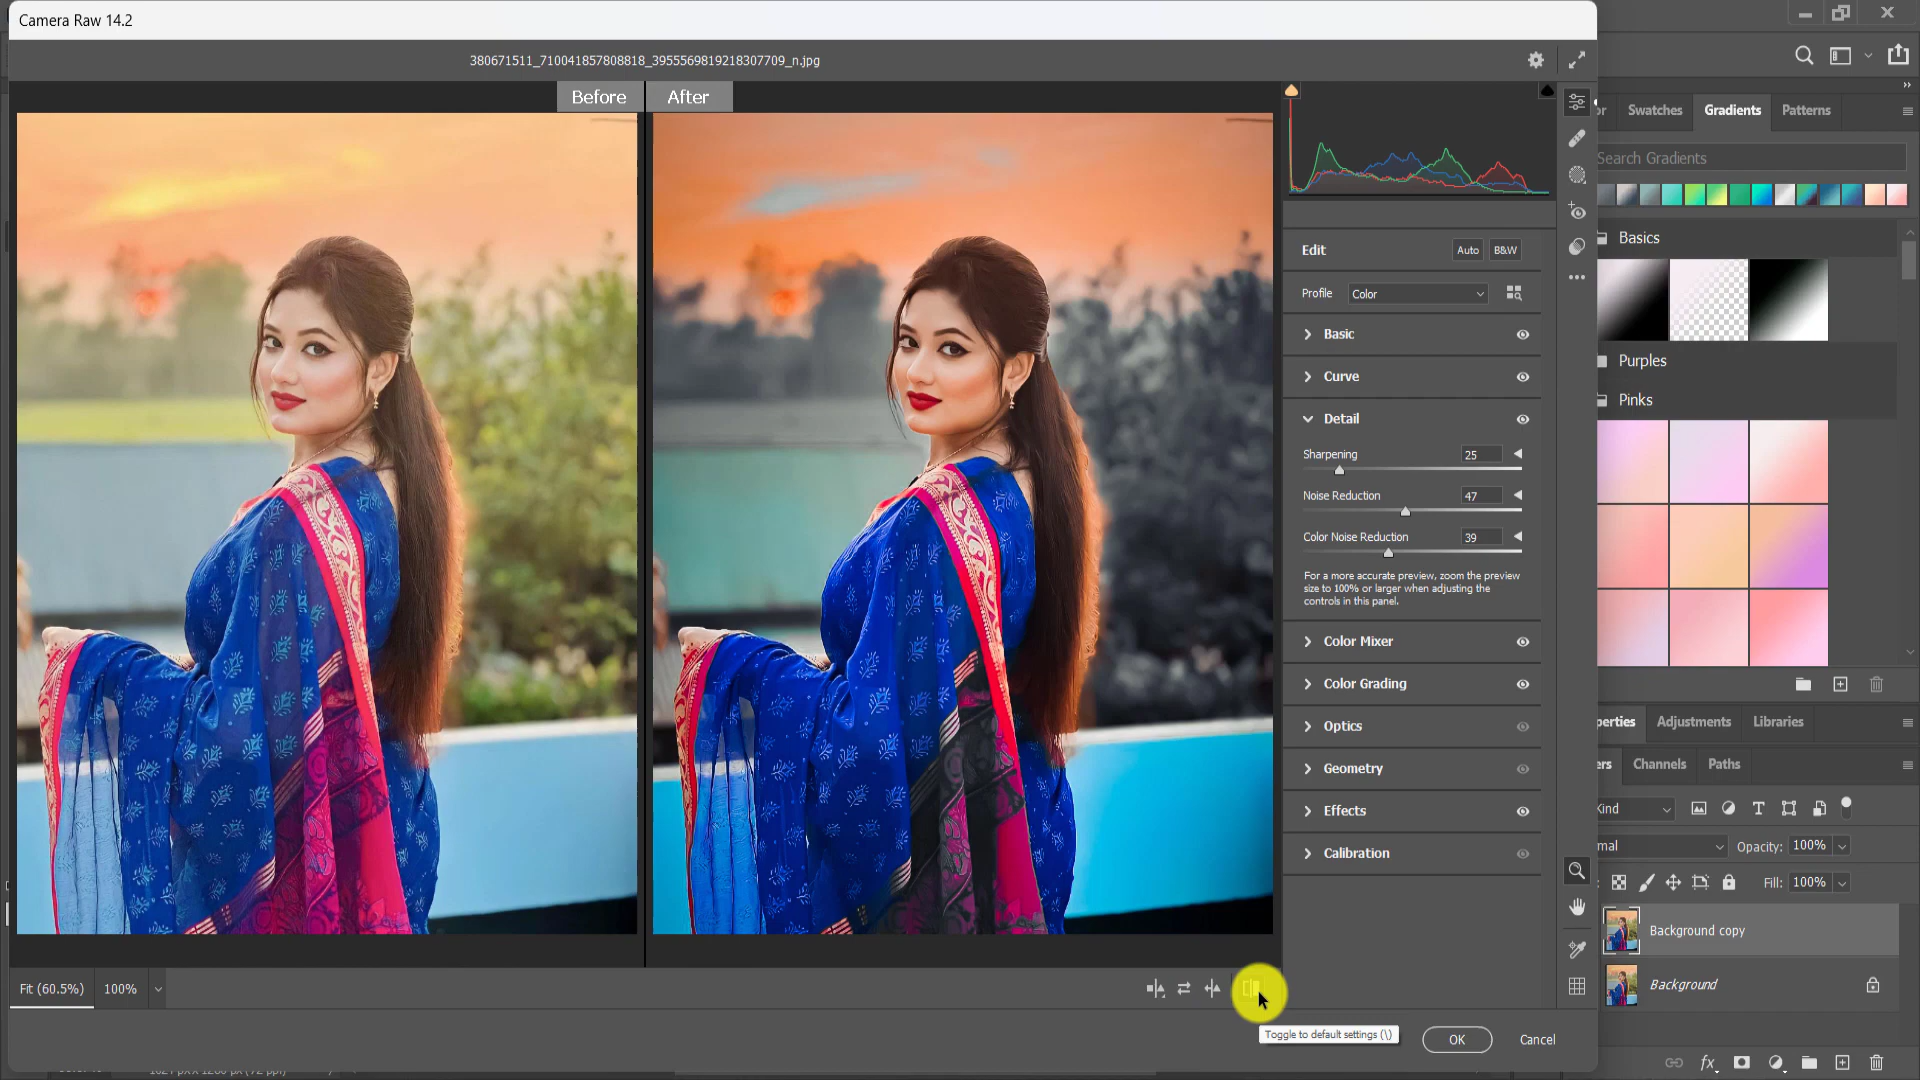 Camera Raw 14.2
380671511_710041857808818_3955569819218307709_n.jpg
Before
After
Edit
Auto
B&W
Profile
Color
Basic
Curve
Detail
Sharpening
25
Noise Reduction
47
Color Noise Reduction
39
For a more accurate preview, zoom the preview
size to 100% or larger when adjusting the
controls in this panel.
Color Mixer
Color Grading
Optics
Geometry
Effects
Calibration
Fit (60.5%)
100%
Toggle to default settings (\)
OK
Cancel
Swatches
Gradients
Patterns
Search Gradients
Basics
Purples
Pinks
perties
Adjustments
Libraries
ers
Channels
Paths
Kind
mal
Opacity:
100%
Fill:
100%
Background copy
Background
fx